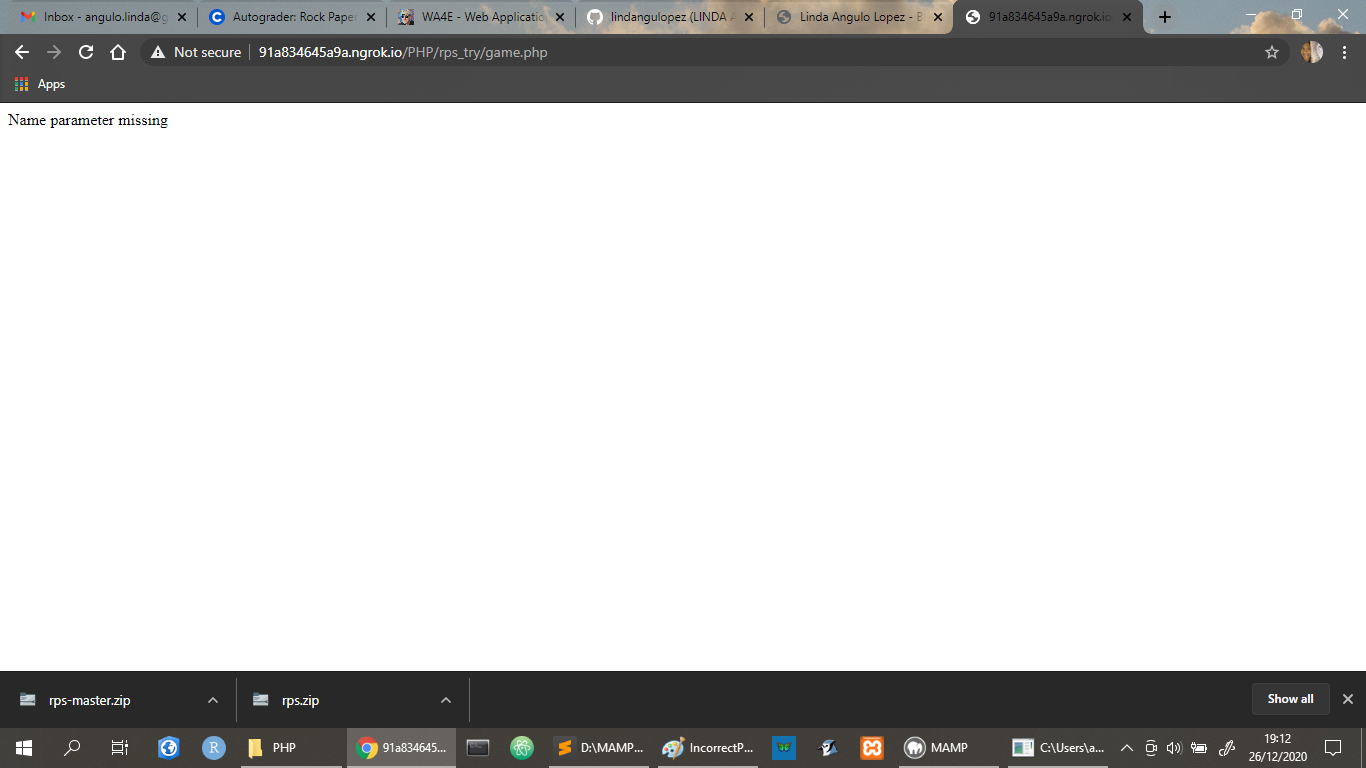 Inbox - angulo.linda@g
Autograder: Rock Paper
WA4E - Web Applicatio
lindangulopez (LINDA A
Linda Angulo Lopez - B
91a834645a9a.ngrok.io
Not secure
91a834645a9a.ngrok.io/PHP/rps_try/game.php
Apps
Name parameter missing
rps-master.zip
rps.zip
Show all
PHP
91a834645...
D:\MAMP...
IncorrectP...
MAMP
C:\Users\a...
19:12
26/12/2020